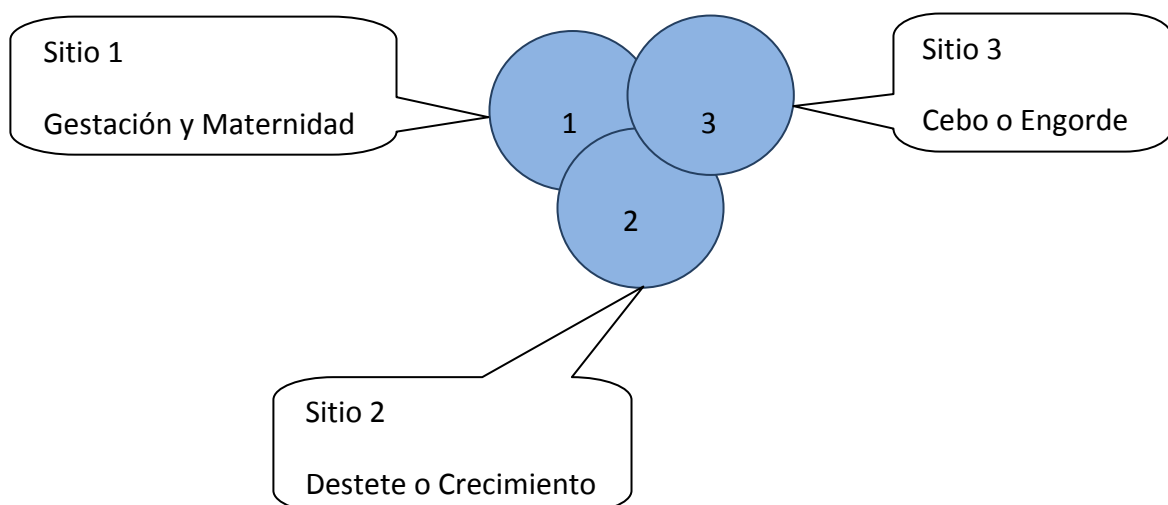 Sitio 1
Gestación y Maternidad
1
3
2
Sitio 3
Cebo o Engorde
Sitio 2
Destete o Crecimiento